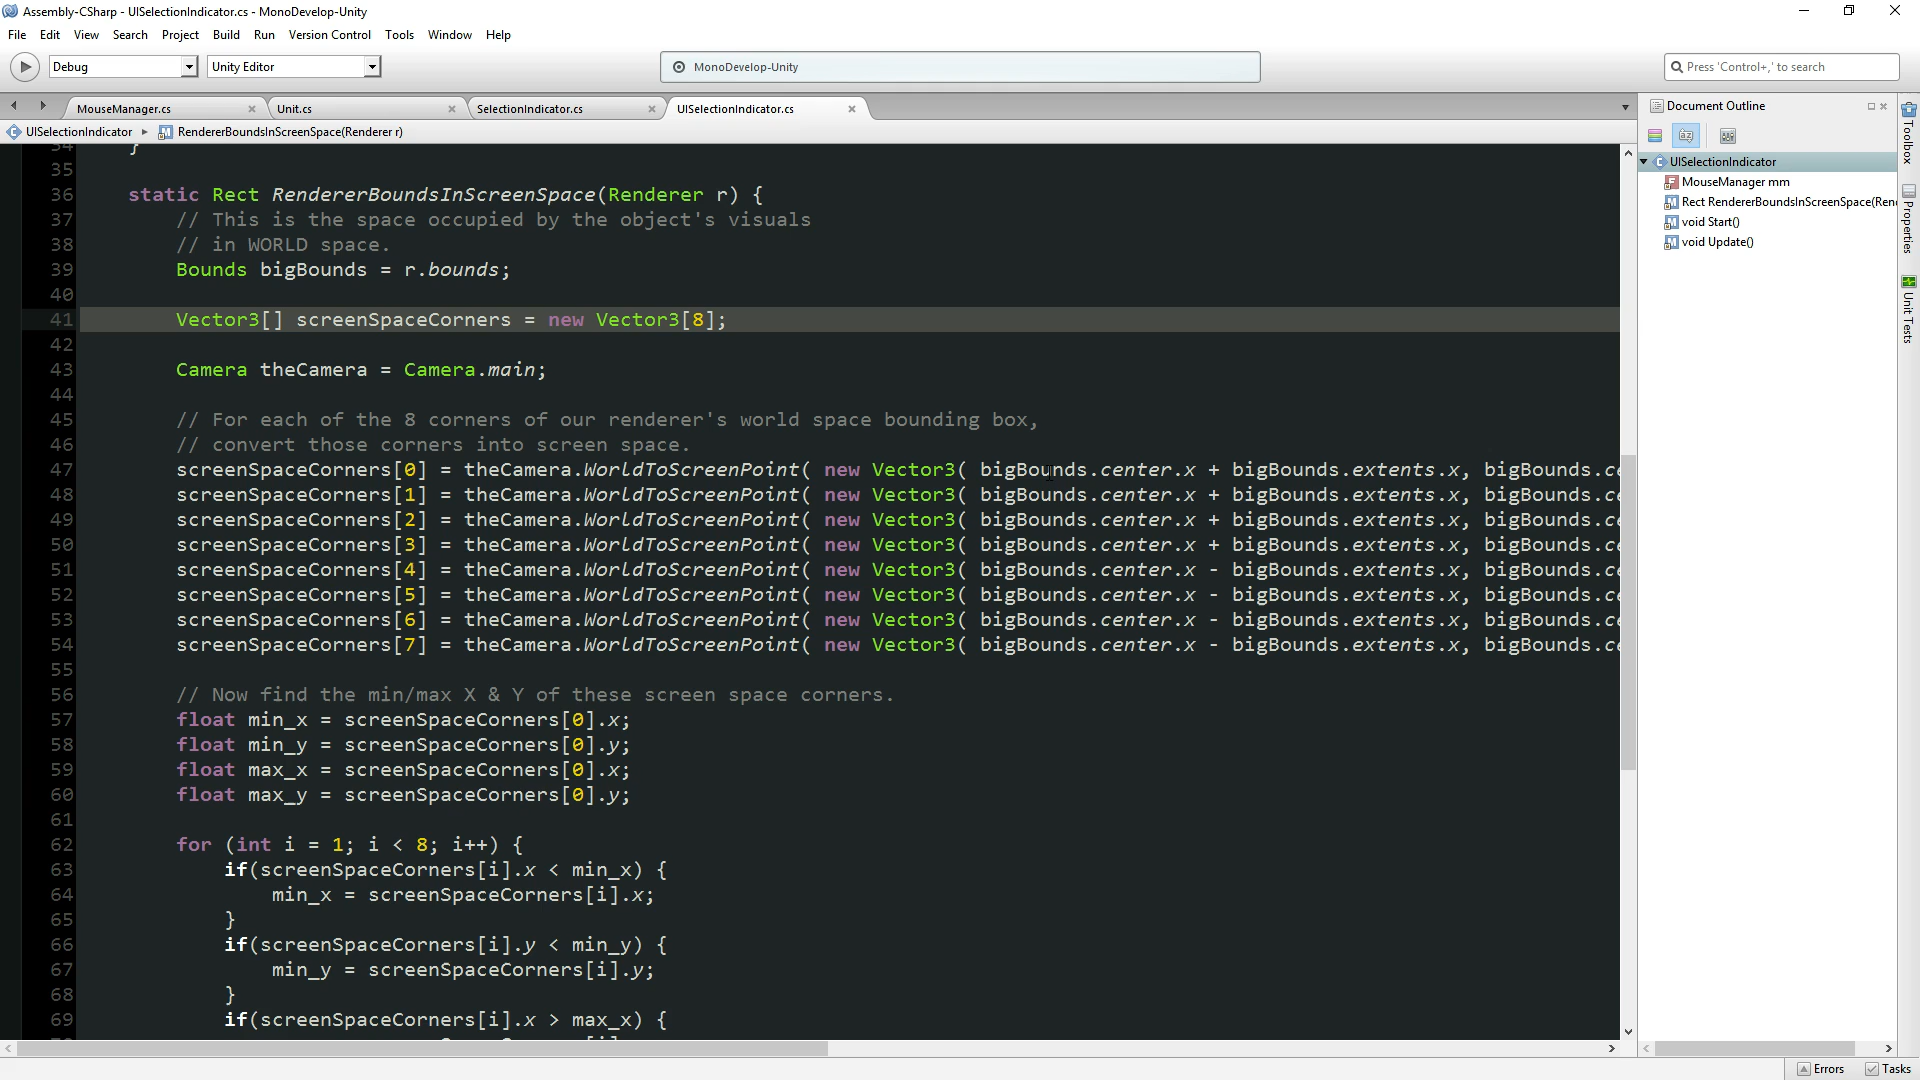 Assembly-CSharp - UISelectionIndicator.cs - MonoDevelop-Unity
File Edit View Search Project Build Run Version Control Tools Window Help
Debug Unity Editor MonoDevelop-Unity Press 'Control+,' to search
MouseManager.cs Unit.cs SelectionIndicator.cs UISelectionIndicator.cs
UISelectionIndicator RendererBoundsInScreenSpace(Renderer r)
34 }
35
36 static Rect RendererBoundsInScreenSpace(Renderer r) {
37 // This is the space occupied by the object's visuals
38 // in WORLD space.
39 Bounds bigBounds = r.bounds;
40
41 Vector3[] screenSpaceCorners = new Vector3[8];
42
43 Camera theCamera = Camera.main;
44
45 // For each of the 8 corners of our renderer's world space bounding box,
46 // convert those corners into screen space.
47 screenSpaceCorners[0] = theCamera.WorldToScreenPoint( new Vector3( bigBounds.center.x + bigBounds.extents.x, bigBounds.ce
48 screenSpaceCorners[1] = theCamera.WorldToScreenPoint( new Vector3( bigBounds.center.x + bigBounds.extents.x, bigBounds.ce
49 screenSpaceCorners[2] = theCamera.WorldToScreenPoint( new Vector3( bigBounds.center.x + bigBounds.extents.x, bigBounds.ce
50 screenSpaceCorners[3] = theCamera.WorldToScreenPoint( new Vector3( bigBounds.center.x + bigBounds.extents.x, bigBounds.ce
51 screenSpaceCorners[4] = theCamera.WorldToScreenPoint( new Vector3( bigBounds.center.x - bigBounds.extents.x, bigBounds.ce
52 screenSpaceCorners[5] = theCamera.WorldToScreenPoint( new Vector3( bigBounds.center.x - bigBounds.extents.x, bigBounds.ce
53 screenSpaceCorners[6] = theCamera.WorldToScreenPoint( new Vector3( bigBounds.center.x - bigBounds.extents.x, bigBounds.ce
54 screenSpaceCorners[7] = theCamera.WorldToScreenPoint( new Vector3( bigBounds.center.x - bigBounds.extents.x, bigBounds.ce
55
56 // Now find the min/max X & Y of these screen space corners.
57 float min_x = screenSpaceCorners[0].x;
58 float min_y = screenSpaceCorners[0].y;
59 float max_x = screenSpaceCorners[0].x;
60 float max_y = screenSpaceCorners[0].y;
61
62 for (int i = 1; i < 8; i++) {
63 if(screenSpaceCorners[i].x < min_x) {
64 min_x = screenSpaceCorners[i].x;
65 }
66 if(screenSpaceCorners[i].y < min_y) {
67 min_y = screenSpaceCorners[i].y;
68 }
69 if(screenSpaceCorners[i].x > max_x) {
Document Outline
UISelectionIndicator
MouseManager mm
Rect RendererBoundsInScreenSpace(Ren
void Start()
void Update()
Toolbox
Properties
Unit Tests
Errors Tasks